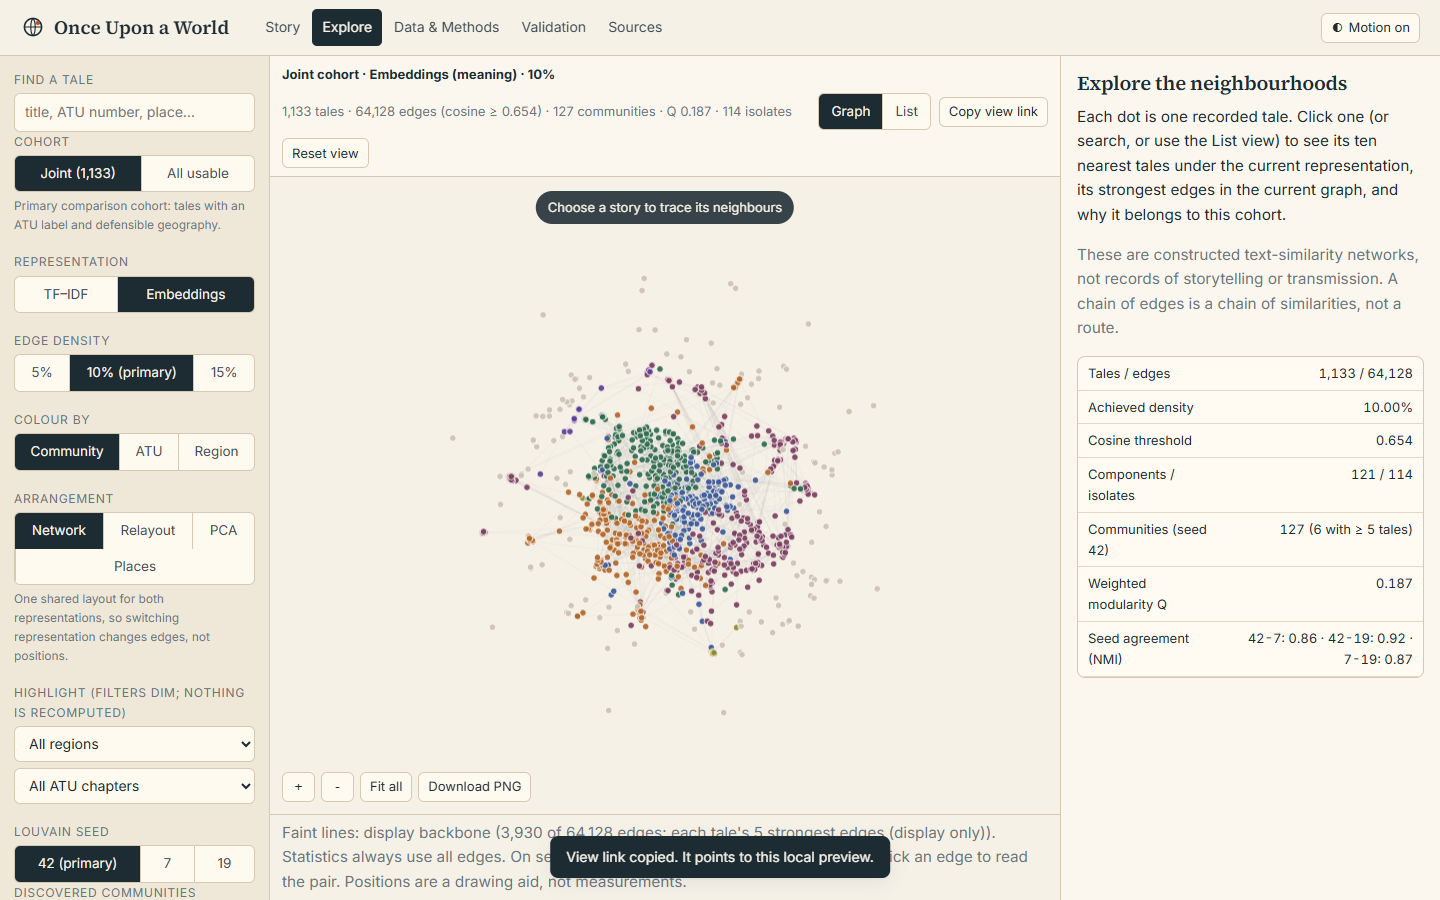 Once Upon a World
Story
Explore
Data & Methods
Validation
Sources
Motion on
FIND A TALE
title, ATU number, place...
COHORT
Joint (1,133)
All usable
Primary comparison cohort: tales with an
ATU label and defensible geography.
REPRESENTATION
TF–IDF
Embeddings
EDGE DENSITY
5%
10% (primary)
15%
COLOUR BY
Community
ATU
Region
ARRANGEMENT
Network
Relayout
PCA
Places
One shared layout for both
representations, so switching
representation changes edges, not
positions.
HIGHLIGHT (FILTERS DIM; NOTHING
IS RECOMPUTED)
All regions
All ATU chapters
LOUVAIN SEED
42 (primary)
7
19
DISCOVERED COMMUNITIES
Joint cohort · Embeddings (meaning) · 10%
1,133 tales · 64,128 edges (cosine ≥ 0.654) · 127 communities · Q 0.187 · 114 isolates
Graph
List
Copy view link
Reset view
Choose a story to trace its neighbours
+
-
Fit all
Download PNG
Faint lines: display backbone (3,930 of 64,128 edges; each tale's 5 strongest edges (display only)).
Statistics always use all edges. On se
ick an edge to read
the pair. Positions are a drawing aid, not measurements.
View link copied. It points to this local preview.
Explore the neighbourhoods
Each dot is one recorded tale. Click one (or
search, or use the List view) to see its ten
nearest tales under the current representation,
its strongest edges in the current graph, and
why it belongs to this cohort.
These are constructed text-similarity networks,
not records of storytelling or transmission. A
chain of edges is a chain of similarities, not a
route.
Tales / edges
1,133 / 64,128
Achieved density
10.00%
Cosine threshold
0.654
Components /
isolates
121 / 114
Communities (seed
42)
127 (6 with ≥ 5 tales)
Weighted
modularity Q
0.187
Seed agreement
(NMI)
42-7: 0.86 · 42-19: 0.92 ·
7-19: 0.87